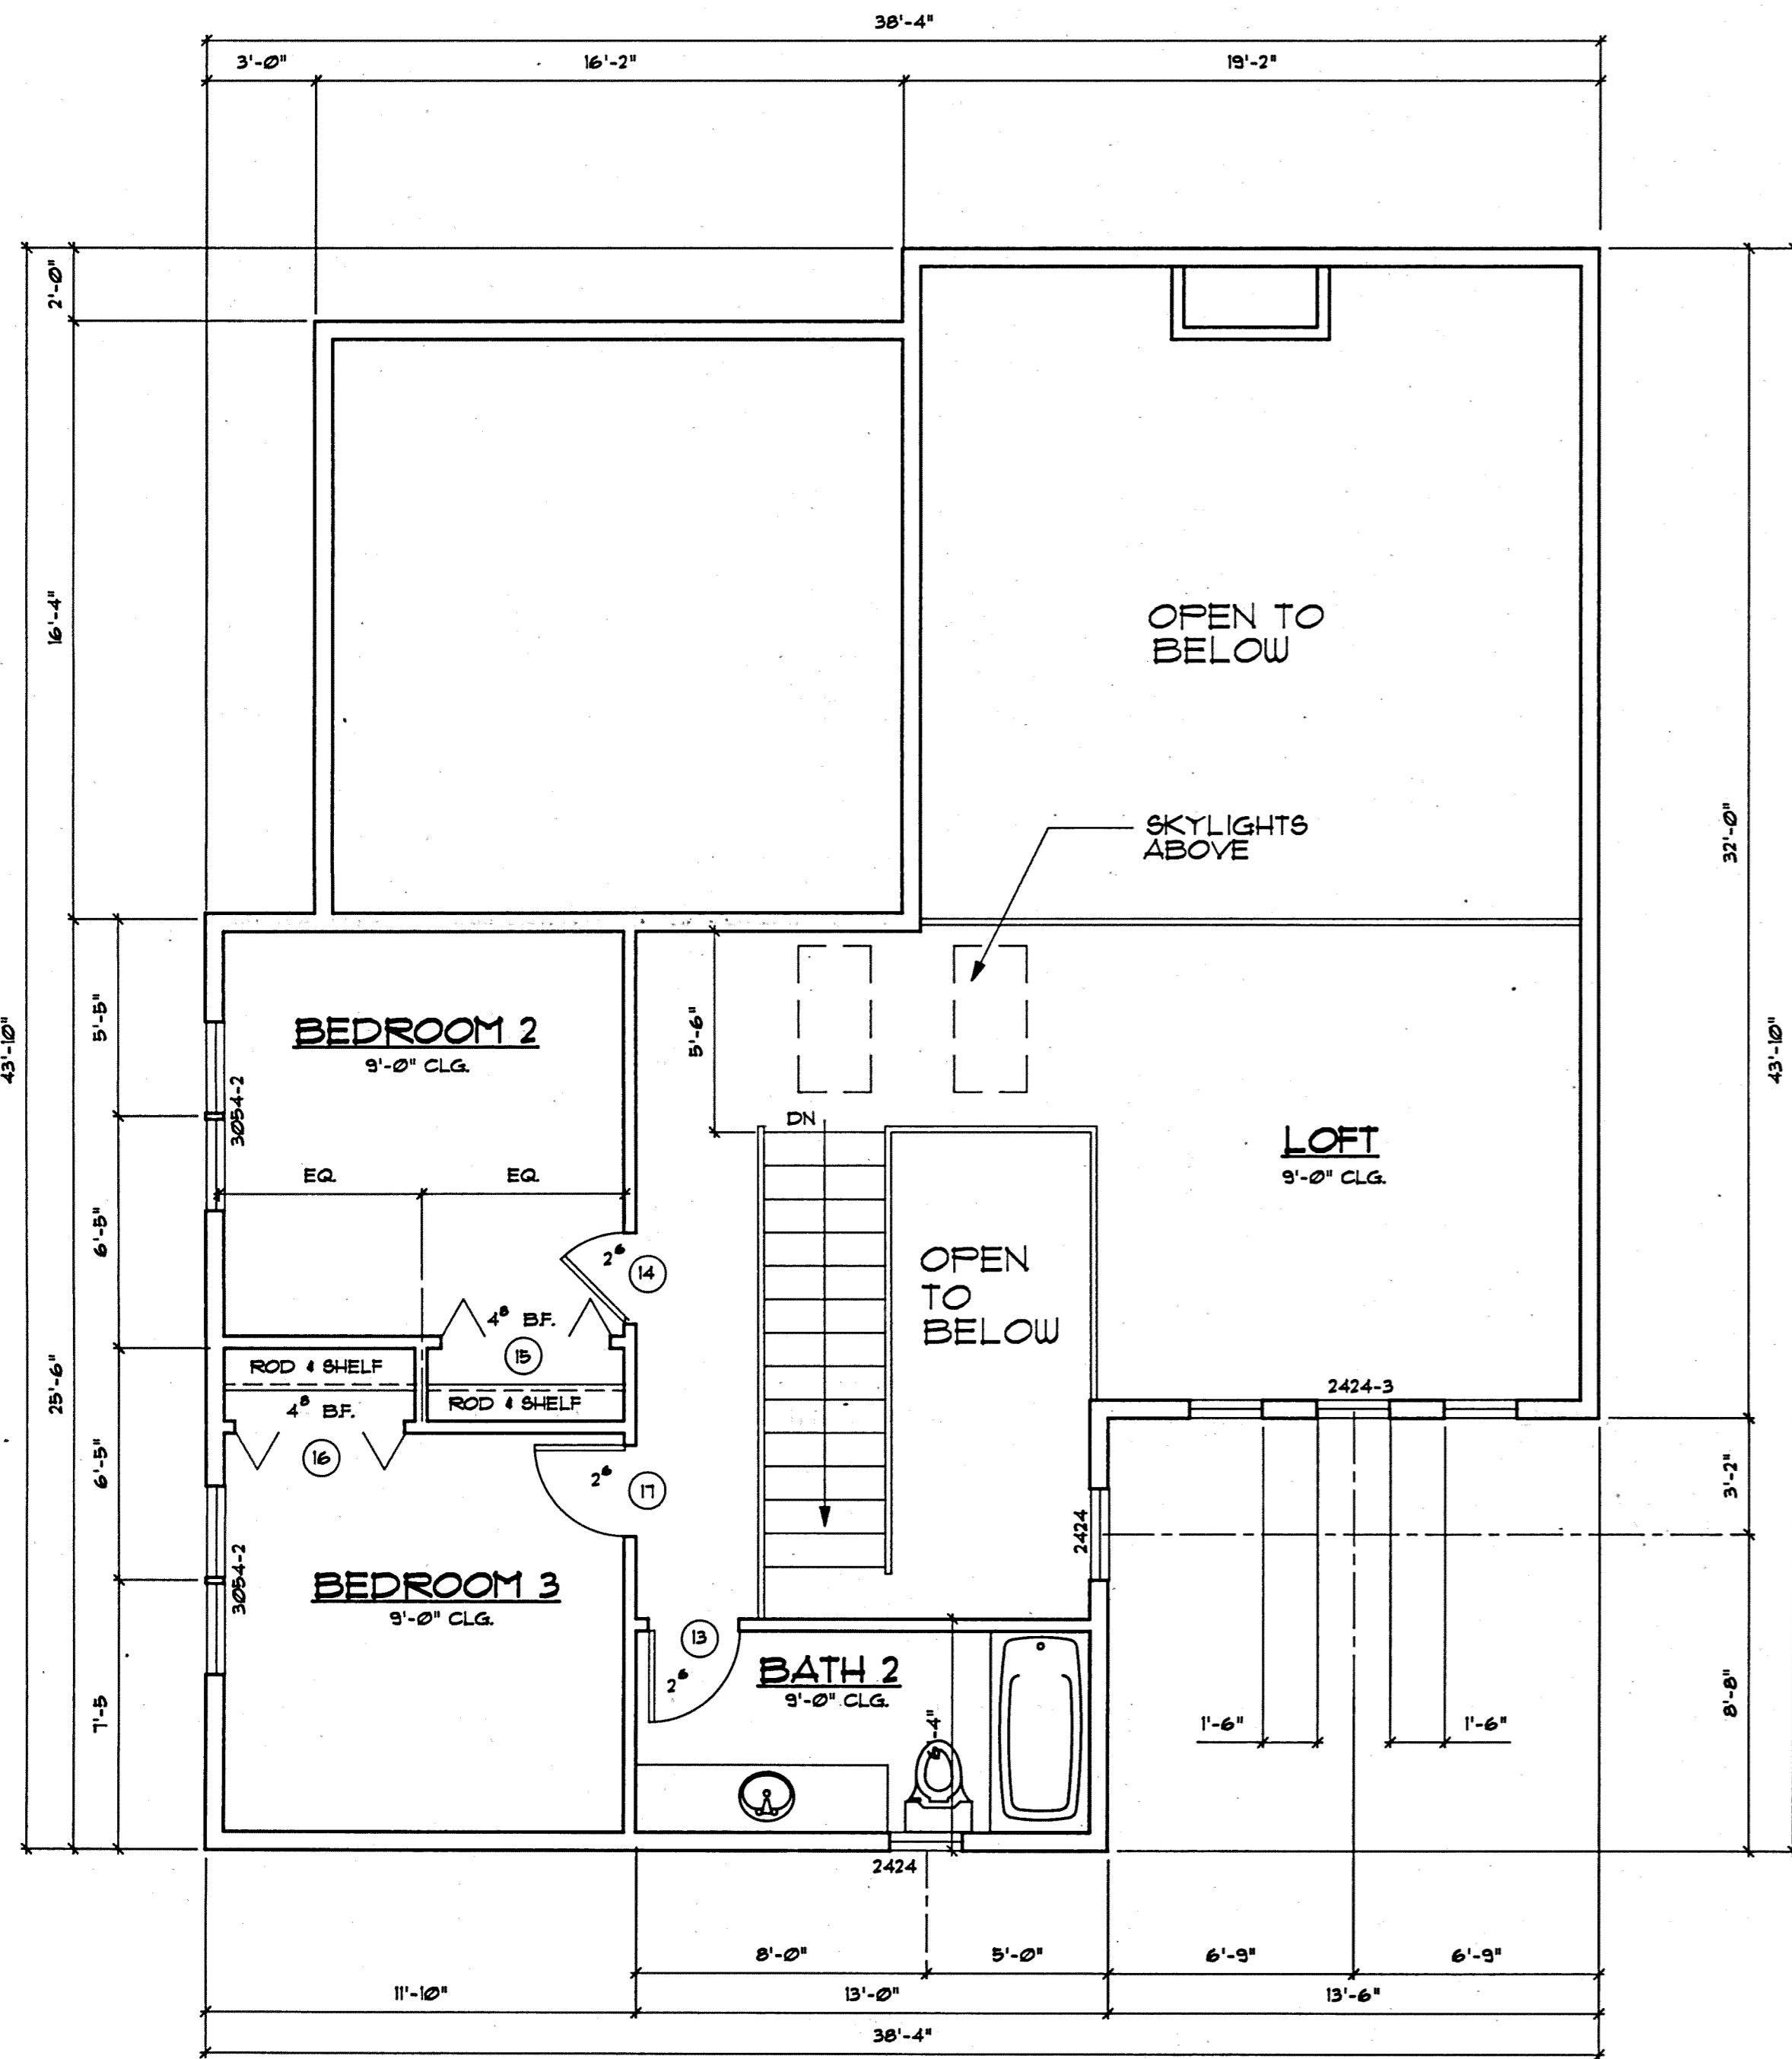 38'-4"
3'-0"
16'-2"
19'-2"
2'-0"
16'-4"
OPEN TO
BELOW
SKYLIGHTS
ABOVE
32'-0"
43'-10"
5'-5"
BEDROOM 2
9'-0" CLG.
5'-6"
43'-10"
3054-2
DN
LOFT
9'-0" CLG.
EQ.
EQ.
6'-5"
2⁶
14
OPEN
TO
BELOW
4⁸ B.F.
15
25'-6"
ROD & SHELF
ROD & SHELF
4⁸ B.F.
16
2424-3
6'-5"
2⁶
17
3'-2"
2424
3054-2
BEDROOM 3
9'-0" CLG.
13
2⁶
BATH 2
9'-0" CLG.
7'-5
-4"
1'-6"
1'-6"
8'-8"
2424
8'-0"
5'-0"
6'-9"
6'-9"
11'-10"
13'-0"
13'-6"
38'-4"